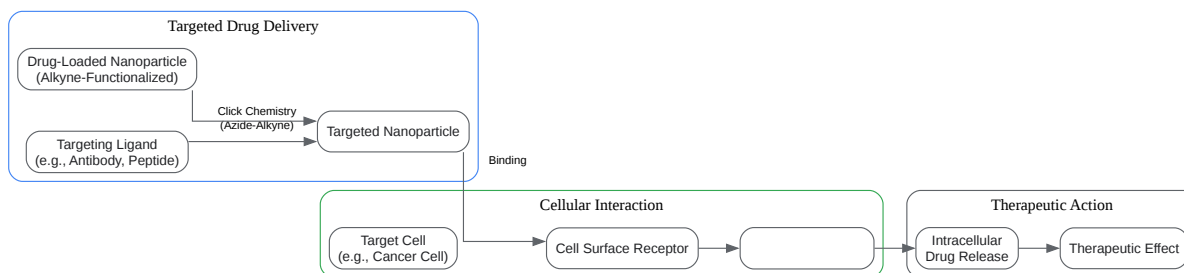 Targeted Drug Delivery
Drug-Loaded Nanoparticle
(Alkyne-Functionalized)
Click Chemistry
(Azide-Alkyne)
Targeted Nanoparticle
Targeting Ligand
(e.g., Antibody, Peptide)
Binding
Cellular Interaction
Target Cell
(e.g., Cancer Cell)
Cell Surface Receptor
Therapeutic Action
Intracellular
Drug Release
Therapeutic Effect